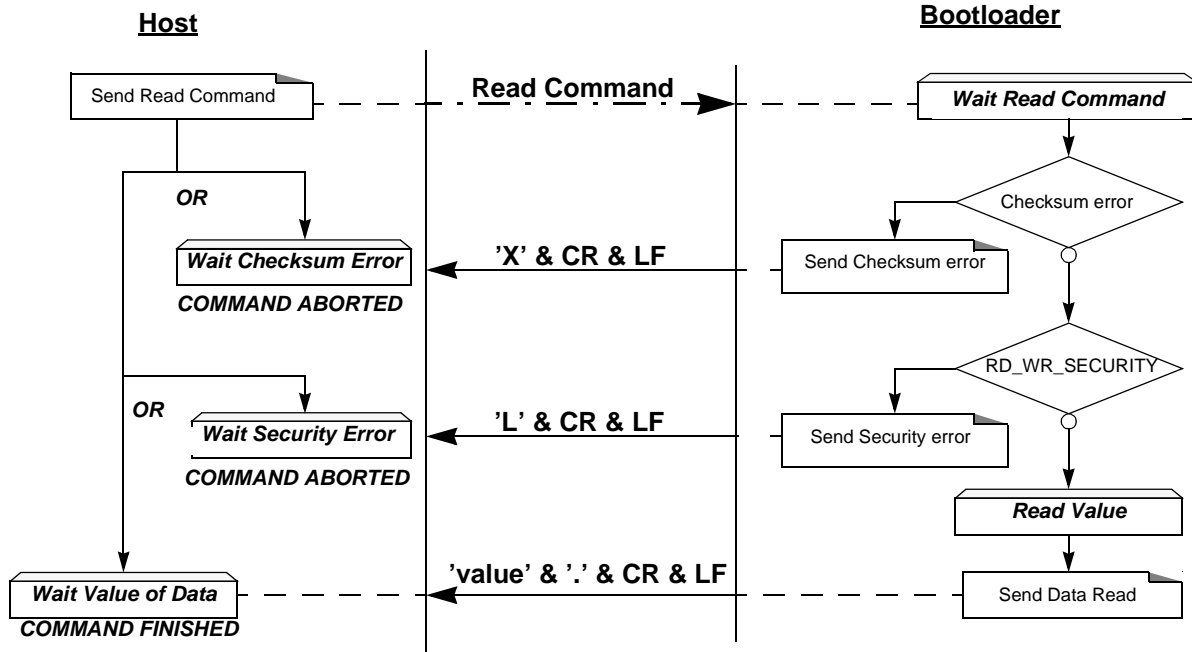 Host
Bootloader
Send Read Command
Read Command
Wait Read Command
OR
Checksum error
Wait Checksum Error
’X’ & CR & LF
Send Checksum error
COMMAND ABORTED
RD_WR_SECURITY
OR
Wait Security Error
’L’ & CR & LF
Send Security error
COMMAND ABORTED
Read Value
Wait Value of Data
’value’ & ’.’ & CR & LF
Send Data Read
COMMAND FINISHED